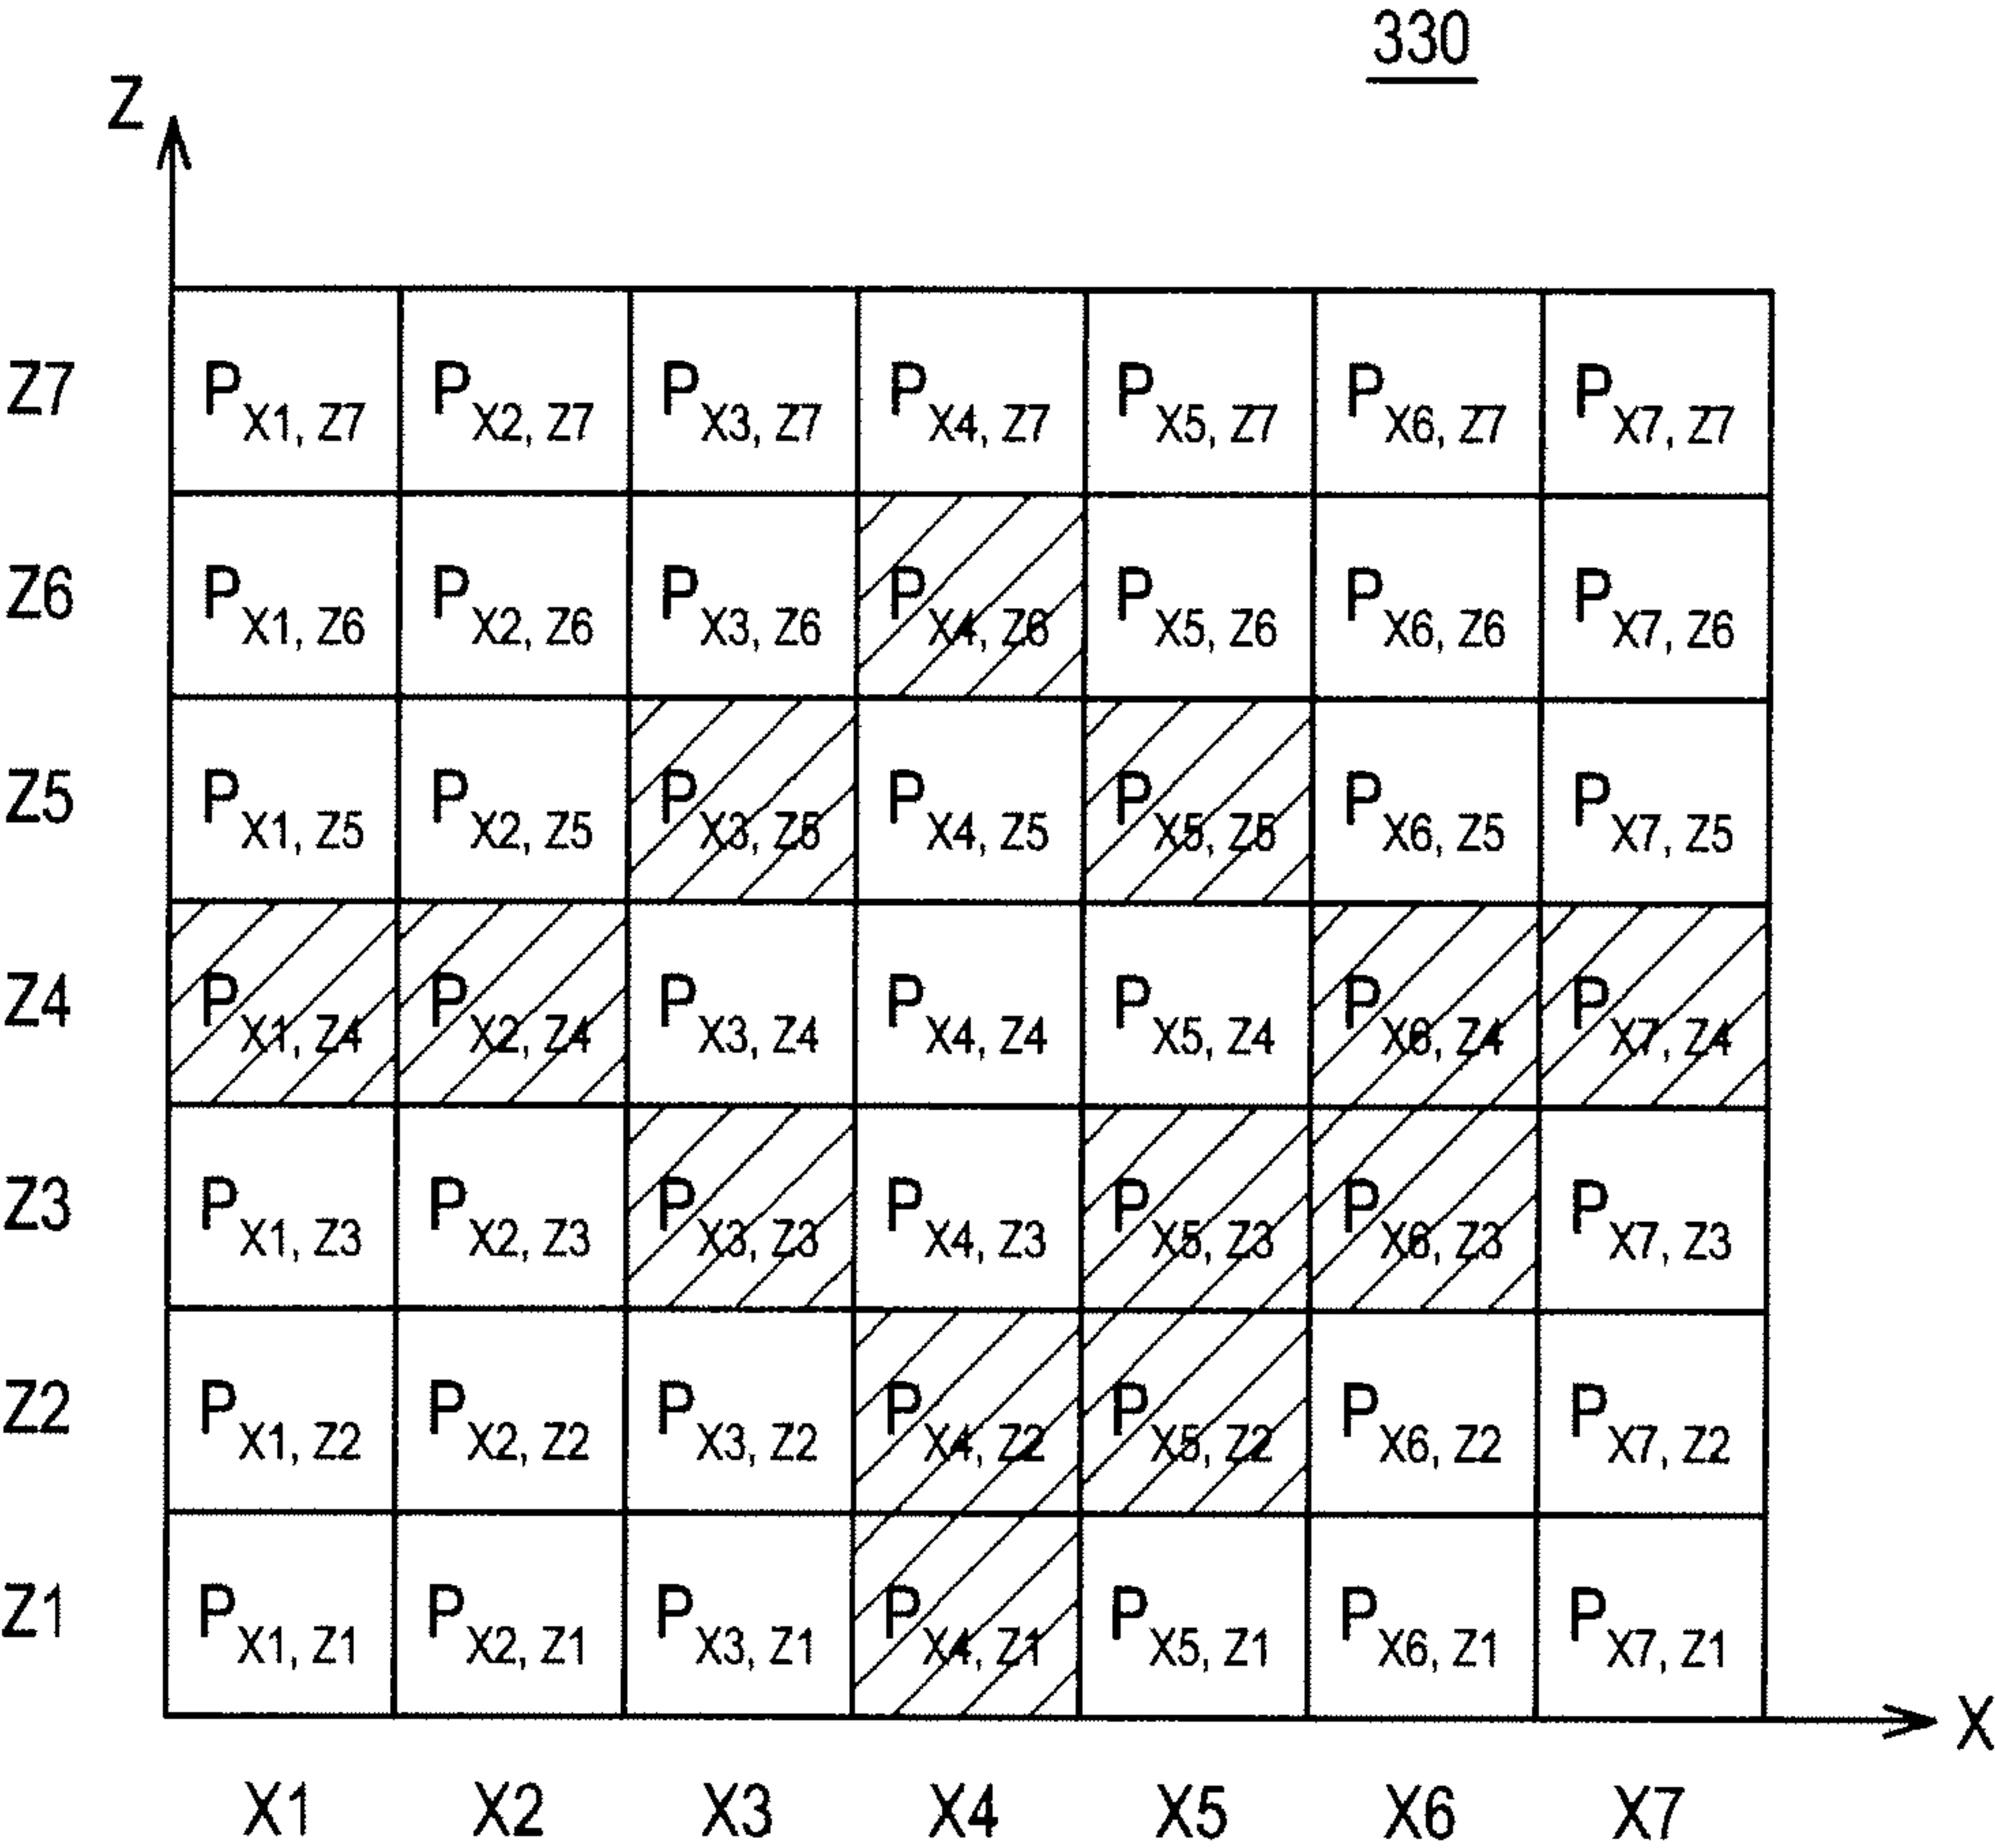 330
Z
Z7 P X1, Z7 P X2, Z7 P X3, Z7 P X4, Z7 P X5, Z7 P X6, Z7 P X7, Z7
Z6 P X1, Z6 P X2, Z6 P X3, Z6 P X4, Z6 P X5, Z6 P X6, Z6 P X7, Z6
Z5 P X1, Z5 P X2, Z5 P X3, Z5 P X4, Z5 P X5, Z5 P X6, Z5 P X7, Z5
Z4 P X1, Z4 P X2, Z4 P X3, Z4 P X4, Z4 P X5, Z4 P X6, Z4 P X7, Z4
Z3 P X1, Z3 P X2, Z3 P X3, Z3 P X4, Z3 P X5, Z3 P X6, Z3 P X7, Z3
Z2 P X1, Z2 P X2, Z2 P X3, Z2 P X4, Z2 P X5, Z2 P X6, Z2 P X7, Z2
Z1 P X1, Z1 P X2, Z1 P X3, Z1 P X4, Z1 P X5, Z1 P X6, Z1 P X7, Z1
X
X1 X2 X3 X4 X5 X6 X7